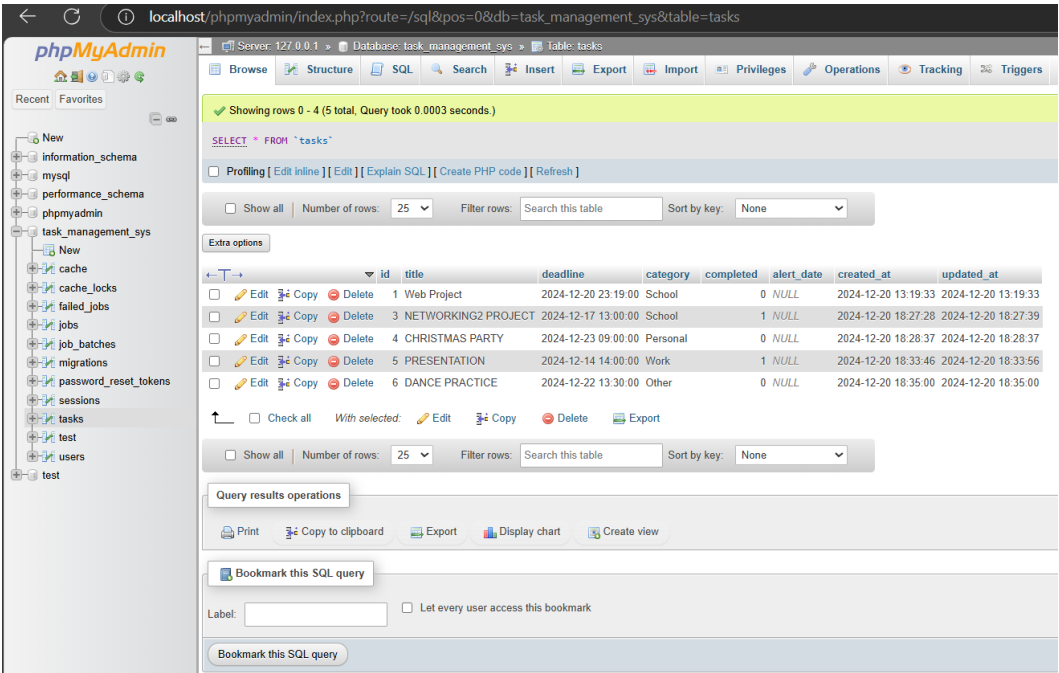 localhost/phpmyadmin/index.php?route=/sql&pos=0&db=task_management_sys&table=tasks
phpMyAdmin
Recent Favorites
New
information_schema
mysql
performance_schema
phpmyadmin
task_management_sys
New
cache
cache_locks
failed_jobs
jobs
job_batches
migrations
password_reset_tokens
sessions
tasks
test
users
test
Server: 127.0.0.1 » Database: task_management_sys » Table: tasks
Browse Structure SQL Search Insert Export Import Privileges Operations Tracking Triggers
Showing rows 0 - 4 (5 total, Query took 0.0003 seconds.)
SELECT * FROM `tasks`
Profiling [ Edit inline ] [ Edit ] [ Explain SQL ] [ Create PHP code ] [ Refresh ]
Show all Number of rows: 25 Filter rows: Search this table Sort by key: None
Extra options
id title deadline category completed alert_date created_at updated_at
Edit Copy Delete 1 Web Project 2024-12-20 23:19:00 School 0 NULL 2024-12-20 13:19:33 2024-12-20 13:19:33
Edit Copy Delete 3 NETWORKING2 PROJECT 2024-12-17 13:00:00 School 1 NULL 2024-12-20 18:27:28 2024-12-20 18:27:39
Edit Copy Delete 4 CHRISTMAS PARTY 2024-12-23 09:00:00 Personal 0 NULL 2024-12-20 18:28:37 2024-12-20 18:28:37
Edit Copy Delete 5 PRESENTATION 2024-12-14 14:00:00 Work 1 NULL 2024-12-20 18:33:46 2024-12-20 18:33:56
Edit Copy Delete 6 DANCE PRACTICE 2024-12-22 13:30:00 Other 0 NULL 2024-12-20 18:35:00 2024-12-20 18:35:00
Check all With selected: Edit Copy Delete Export
Show all Number of rows: 25 Filter rows: Search this table Sort by key: None
Query results operations
Print Copy to clipboard Export Display chart Create view
Bookmark this SQL query
Label: Let every user access this bookmark
Bookmark this SQL query